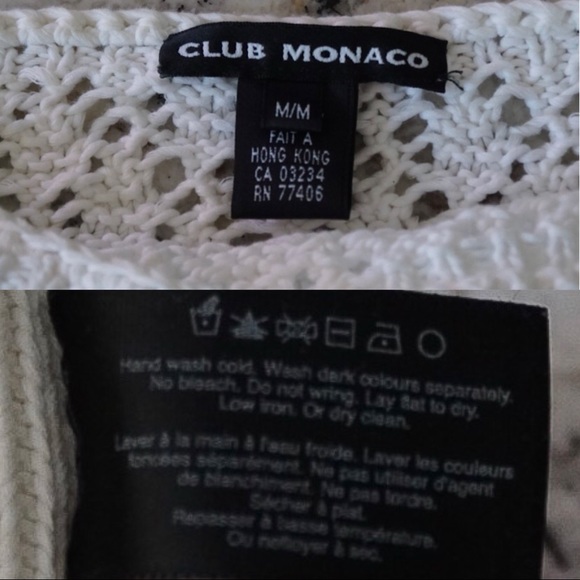 CLUB MONACO
M/M
FAIT A
HONG KONG
CA 03234
RN 77406
Hand wash cold. Wash dark colours separately.
No bleach. Do not wring. Lay flat to dry.
Low iron. Or dry clean.
Laver à la main à l'eau froide. Laver les couleurs
foncées séparément. Ne pas utiliser d'agent
de blanchiment. Ne pas tordre.
Sécher à plat.
Repasser à basse température.
Ou nettoyer à sec.